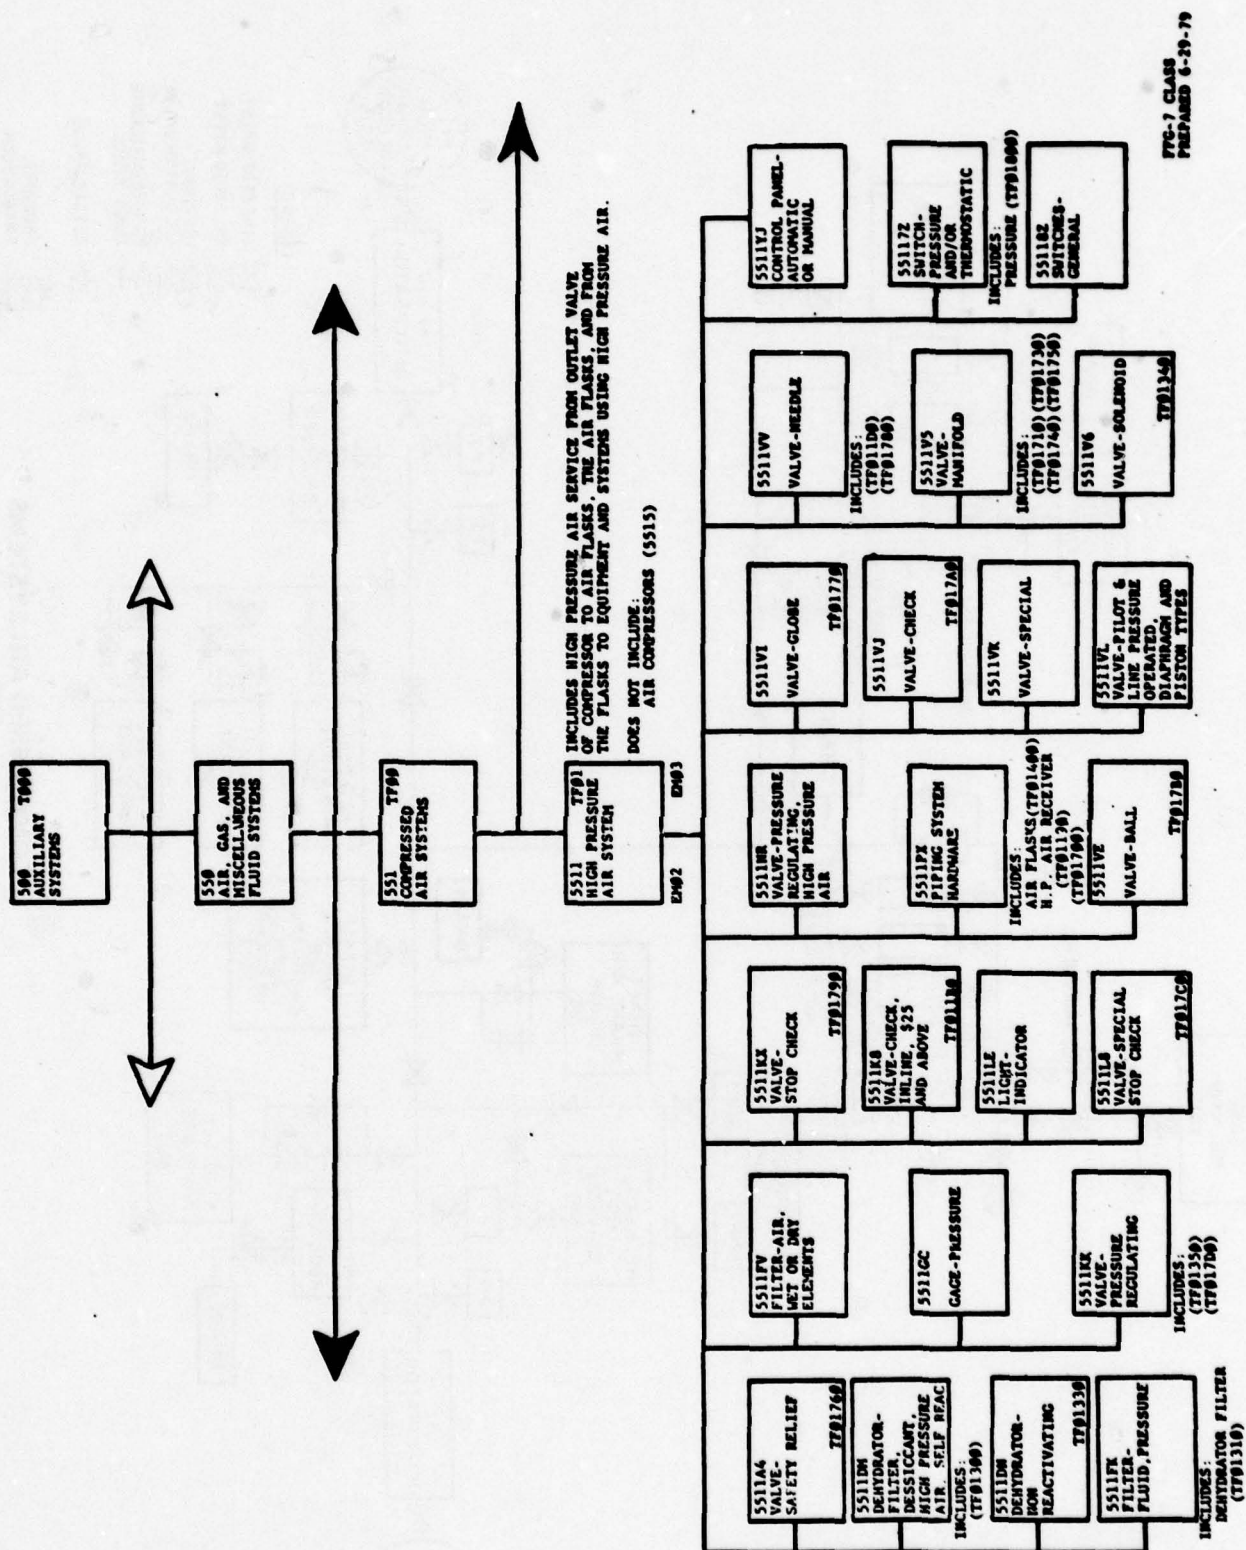 500 T000
AUXILIARY
SYSTEMS
550
AIR, GAS, AND
MISCELLANEOUS
FLUID SYSTEMS
551 TF00
COMPRESSED
AIR SYSTEMS
5511 TF01
HIGH PRESSURE
AIR SYSTEM
EM02 EM03
INCLUDES HIGH PRESSURE AIR SERVICE FROM OUTLET VALVE
OF COMPRESSOR TO AIR FLASKS, THE AIR FLASKS, AND FROM
THE FLASKS TO EQUIPMENT AND SYSTEMS USING HIGH PRESSURE AIR.
DOES NOT INCLUDE:
AIR COMPRESSORS (5515)
5511A4
VALVE-
SAFETY RELIEF
TF01760
5511DH
DEHYDRATOR-
FILTER,
DESSICCANT,
HIGH PRESSURE
AIR, SELF REAC
INCLUDES:
(TF01300)
5511DN
DEHYDRATOR-
NON
REACTIVATING
TF01330
5511FK
FILTER-
FLUID,PRESSURE
INCLUDES:
DEHYDRATOR FILTER
(TF01310)
5511FV
FILTER-AIR,
WET OR DRY
ELEMENTS
5511GC
GAGE-PRESSURE
5511KK
VALVE-
PRESSURE
REGULATING
INCLUDES:
(TF01350)
(TF017D0)
5511KX
VALVE-
STOP CHECK
TF01790
5511K8
VALVE-CHECK,
INLINE, $25
AND ABOVE
TF011B0
5511LE
LIGHT-
INDICATOR
5511L8
VALVE-SPECIAL
STOP CHECK
TF017C0
5511NR
VALVE-PRESSURE
REGULATING,
HIGH PRESSURE
AIR
5511PX
PIPING SYSTEM
HARDWARE
INCLUDES:
AIR FLASKS(TF01400)
H.P. AIR RECEIVER
(TF01170)
(TF01700)
5511VE
VALVE-BALL
TF017B0
5511VI
VALVE-GLOBE
TF01770
5511VJ
VALVE-CHECK
TF017A0
5511VK
VALVE-SPECIAL
5511VL
VALVE-PILOT &
LINE PRESSURE
OPERATED,
DIAPHRAGM AND
PISTON TYPES
5511VV
VALVE-NEEDLE
INCLUDES:
(TF011D0)
(TF01780)
5511V5
VALVE-
MANIFOLD
INCLUDES:
(TF01710)(TF01730)
(TF01740)(TF01750)
5511V6
VALVE-SOLENOID
TF01340
5511YJ
CONTROL PANEL-
AUTOMATIC
OR MANUAL
55117Z
SWITCH-
PRESSURE
AND/OR
THERMOSTATIC
INCLUDES:
PRESSURE (TF01800)
55118Z
SWITCHES-
GENERAL
FFG-7 CLASS
PREPARED 6-29-79